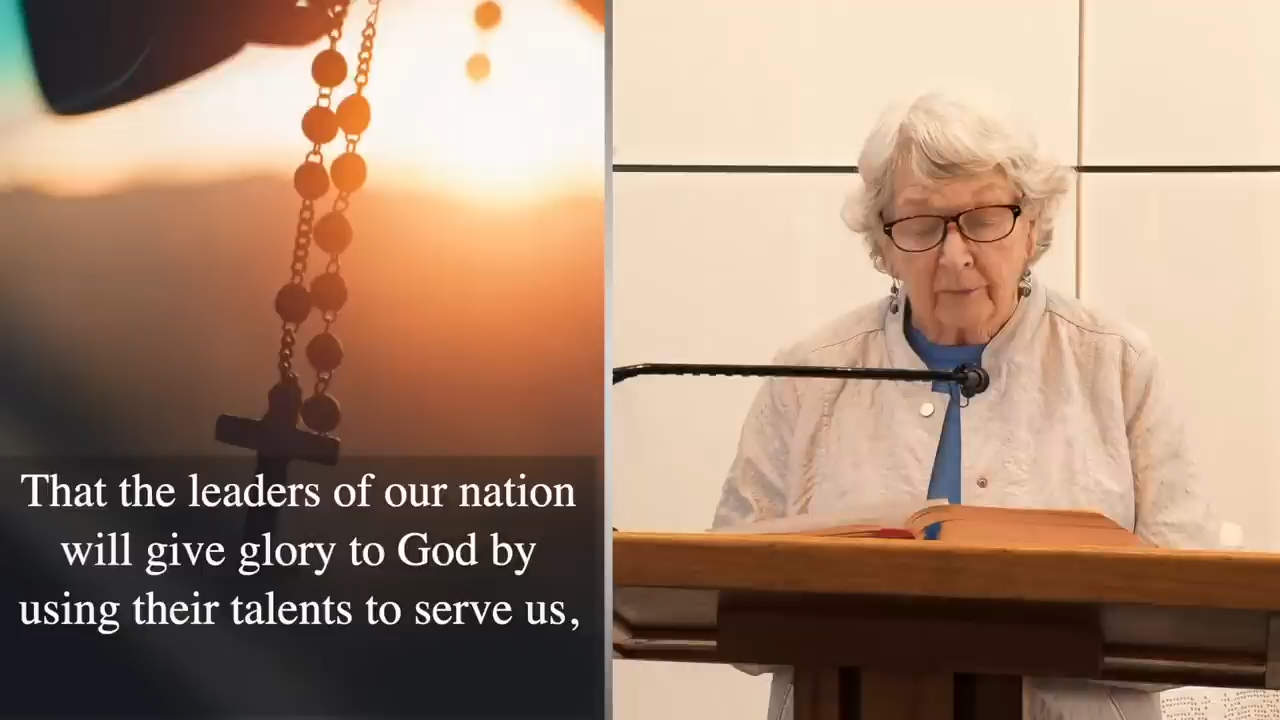 That the leaders of our nation
will give glory to God by
using their talents to serve us,